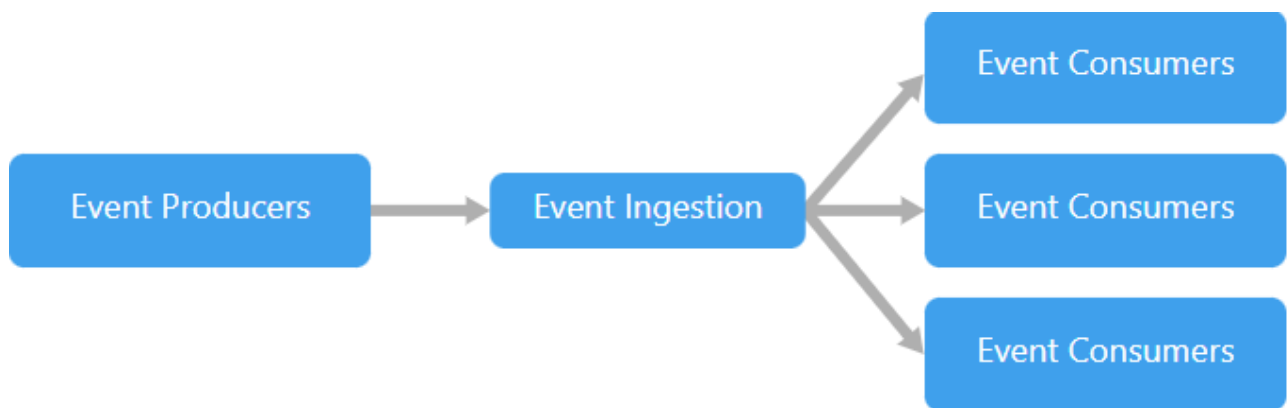 Event Producers
Event Ingestion
Event Consumers
Event Consumers
Event Consumers